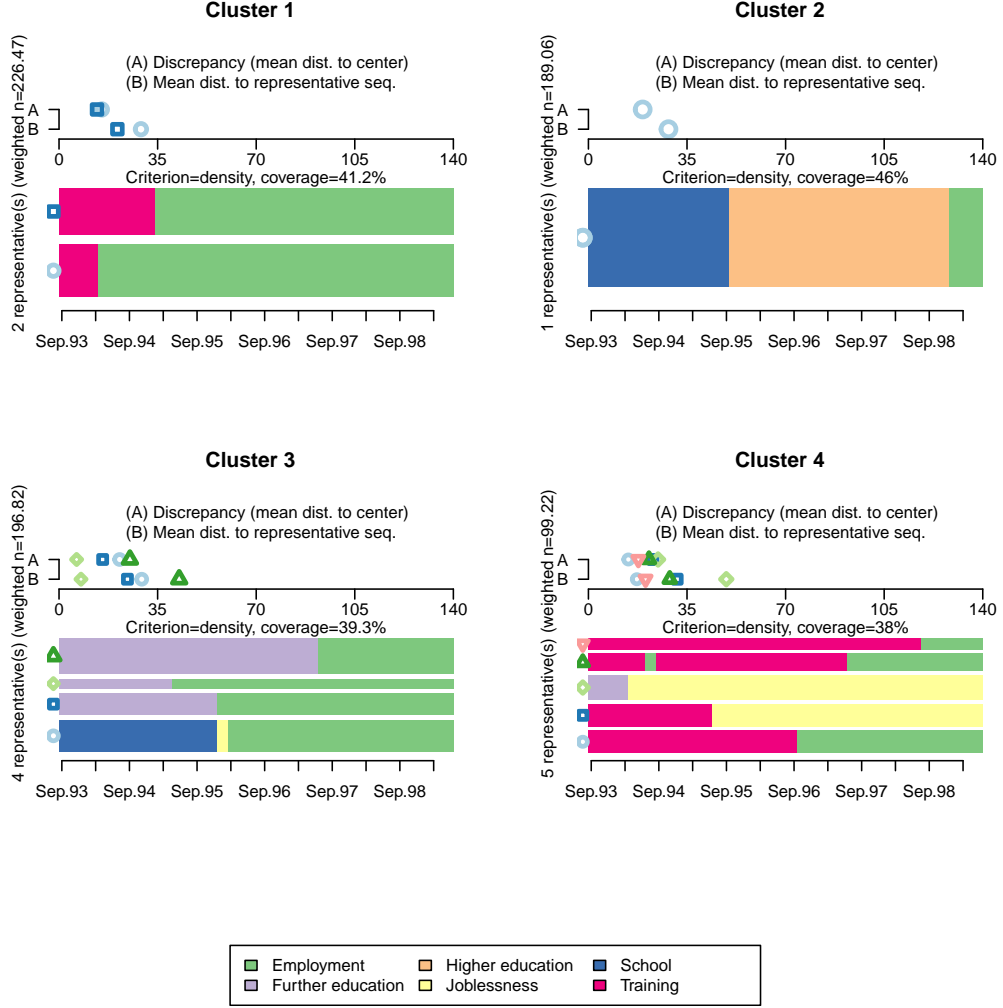 Cluster 1
2 representative(s) (weighted n=226.47)
(A) Discrepancy (mean dist. to center)
(B) Mean dist. to representative seq.
A
B
0 35 70 105 140
Criterion=density, coverage=41.2%
Sep.93 Sep.94 Sep.95 Sep.96 Sep.97 Sep.98
Cluster 2
1 representative(s) (weighted n=189.06)
(A) Discrepancy (mean dist. to center)
(B) Mean dist. to representative seq.
A
B
0 35 70 105 140
Criterion=density, coverage=46%
Sep.93 Sep.94 Sep.95 Sep.96 Sep.97 Sep.98
Cluster 3
4 representative(s) (weighted n=196.82)
(A) Discrepancy (mean dist. to center)
(B) Mean dist. to representative seq.
A
B
0 35 70 105 140
Criterion=density, coverage=39.3%
Sep.93 Sep.94 Sep.95 Sep.96 Sep.97 Sep.98
Cluster 4
5 representative(s) (weighted n=99.22)
(A) Discrepancy (mean dist. to center)
(B) Mean dist. to representative seq.
A
B
0 35 70 105 140
Criterion=density, coverage=38%
Sep.93 Sep.94 Sep.95 Sep.96 Sep.97 Sep.98
Employment Higher education School
Further education Joblessness Training